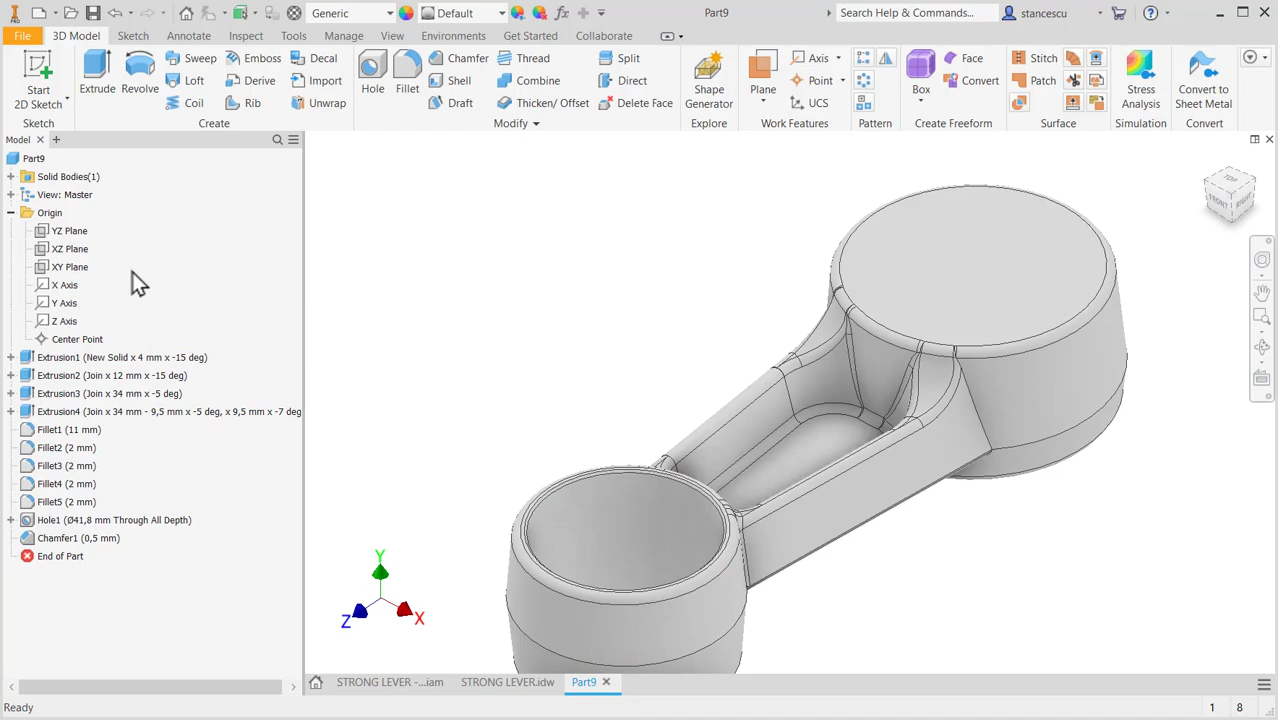 PRO
Generic
Default
Part9
Search Help & Commands...
stancescu
File
3D Model
Sketch
Annotate
Inspect
Tools
Manage
View
Environments
Get Started
Collaborate
Start
2D Sketch
Extrude
Revolve
Sweep
Loft
Coil
Emboss
Derive
Rib
Decal
Import
Unwrap
Hole
Fillet
Chamfer
Shell
Draft
Thread
Combine
Thicken/ Offset
Split
Direct
Delete Face
Shape
Generator
Plane
Axis
Point
UCS
Box
Face
Convert
Stitch
Patch
Stress
Analysis
Convert to
Sheet Metal
Sketch
Create
Modify
Explore
Work Features
Pattern
Create Freeform
Surface
Simulation
Convert
Model
Part9
Solid Bodies(1)
View: Master
Origin
YZ Plane
XZ Plane
XY Plane
X Axis
Y Axis
Z Axis
Center Point
Extrusion1 (New Solid x 4 mm x -15 deg)
Extrusion2 (Join x 12 mm x -15 deg)
Extrusion3 (Join x 34 mm x -5 deg)
Extrusion4 (Join x 34 mm - 9,5 mm x -5 deg, x 9,5 mm x -7 deg
Fillet1 (11 mm)
Fillet2 (2 mm)
Fillet3 (2 mm)
Fillet4 (2 mm)
Fillet5 (2 mm)
Hole1 (Ø41,8 mm Through All Depth)
Chamfer1 (0,5 mm)
End of Part
TOP
FRONT
RIGHT
Y
Z
X
STRONG LEVER -...iam
STRONG LEVER.idw
Part9
Ready
1
8